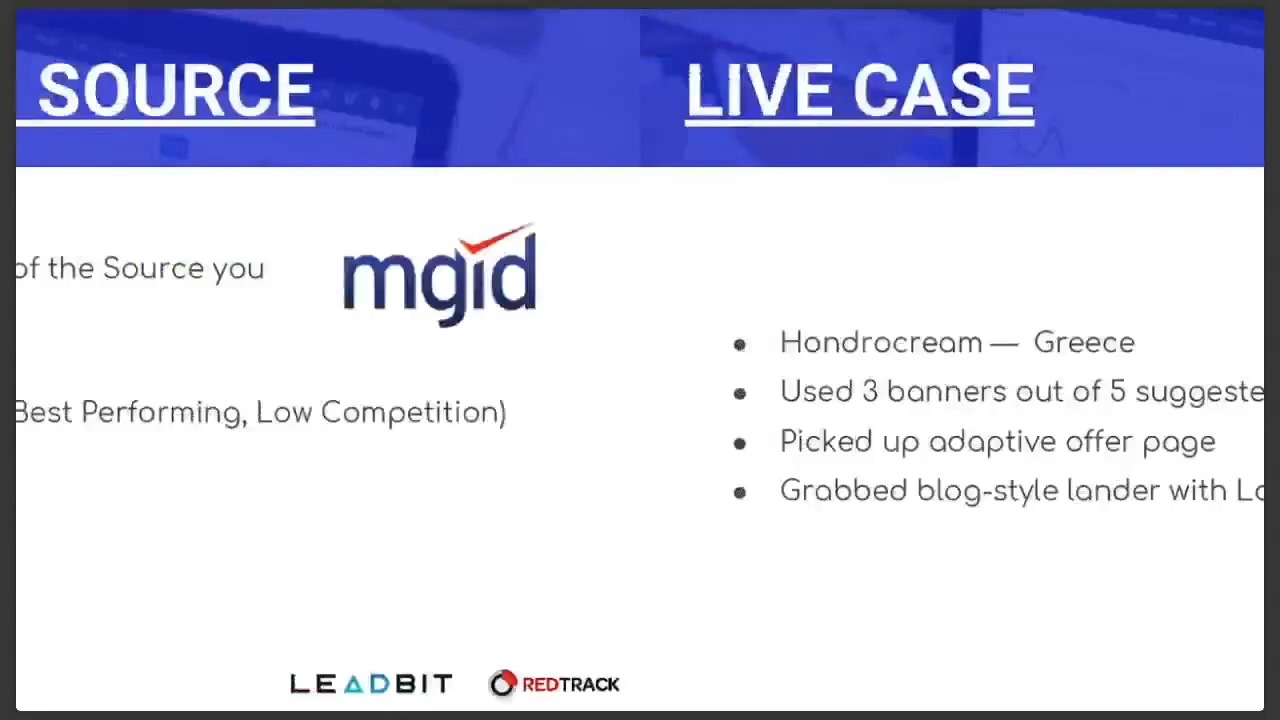 SOURCE
of the Source you
mgid
Best Performing, Low Competition)
LEADBIT
REDTRACK
LIVE CASE
Hondrocream — Greece
Used 3 banners out of 5 suggeste
Picked up adaptive offer page
Grabbed blog-style lander with Lo